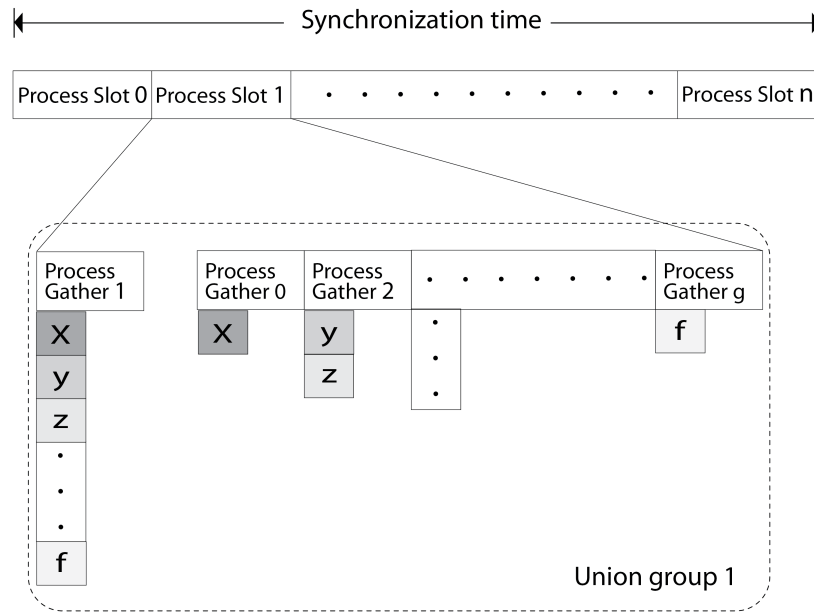 Synchronization time
Process Slot 0 Process Slot 1 . . . . . . . . . . Process Slot n
Process Gather 1
Process Gather 0
Process Gather 2
. . . . . . .
Process Gather g
X
y
z
.
.
.
f
X
y
z
.
.
.
f
Union group 1